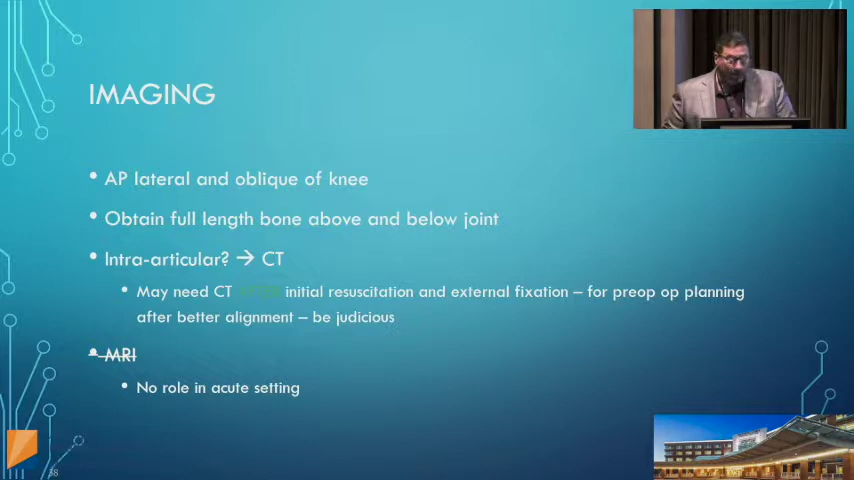 IMAGING
• AP lateral and oblique of knee
• Obtain full length bone above and below joint
• Intra-articular? → CT
• May need CT initial resuscitation and external fixation – for preop op planning
after better alignment – be judicious
• MRI
• No role in acute setting
38